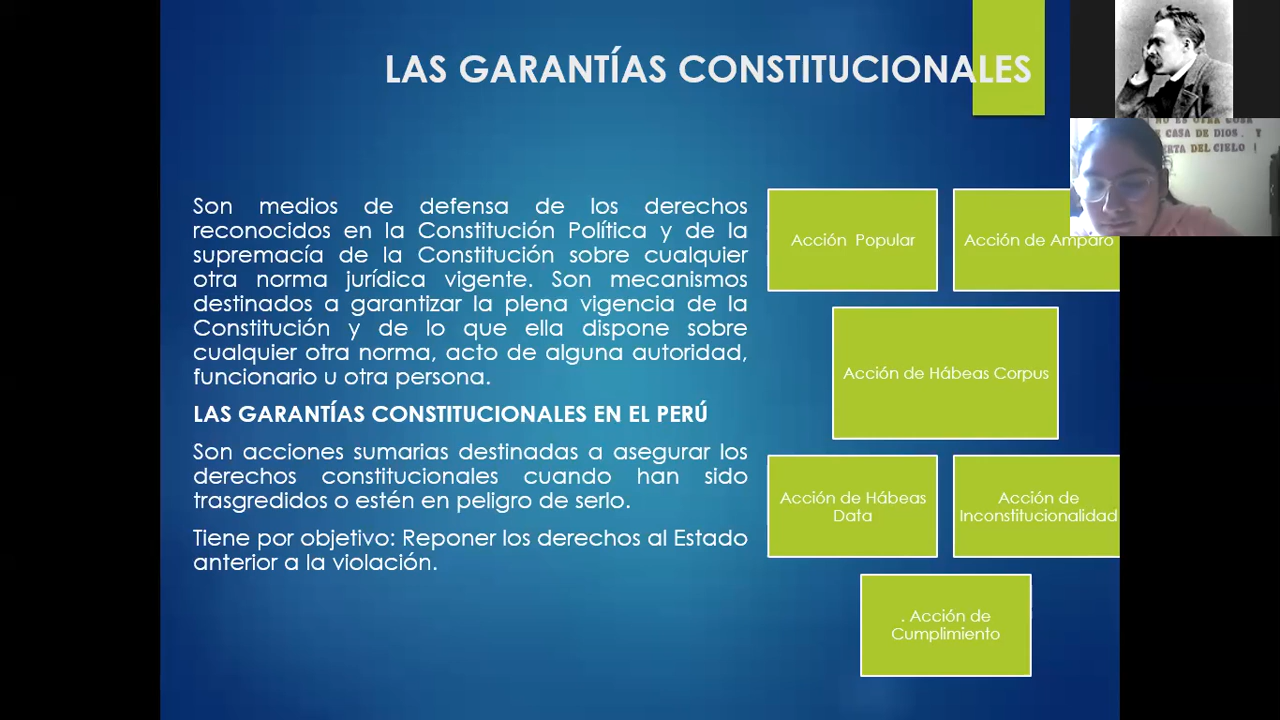 LAS GARANTÍAS CONSTITUCIONALES
Son medios de defensa de los derechos
reconocidos en la Constitución Política y de la
supremacía de la Constitución sobre cualquier
otra norma jurídica vigente. Son mecanismos
destinados a garantizar la plena vigencia de la
Constitución y de lo que ella dispone sobre
cualquier otra norma, acto de alguna autoridad,
funcionario u otra persona.
LAS GARANTÍAS CONSTITUCIONALES EN EL PERÚ
Son acciones sumarias destinadas a asegurar los
derechos constitucionales cuando han sido
trasgredidos o estén en peligro de serlo.
Tiene por objetivo: Reponer los derechos al Estado
anterior a la violación.
Acción Popular
Acción de Amparo
Acción de Hábeas Corpus
Acción de Hábeas
Data
Acción de
Inconstitucionalidad
. Acción de
Cumplimiento
NO ES OTRA COSA
CASA DE DIOS. Y
DEL CIELO !